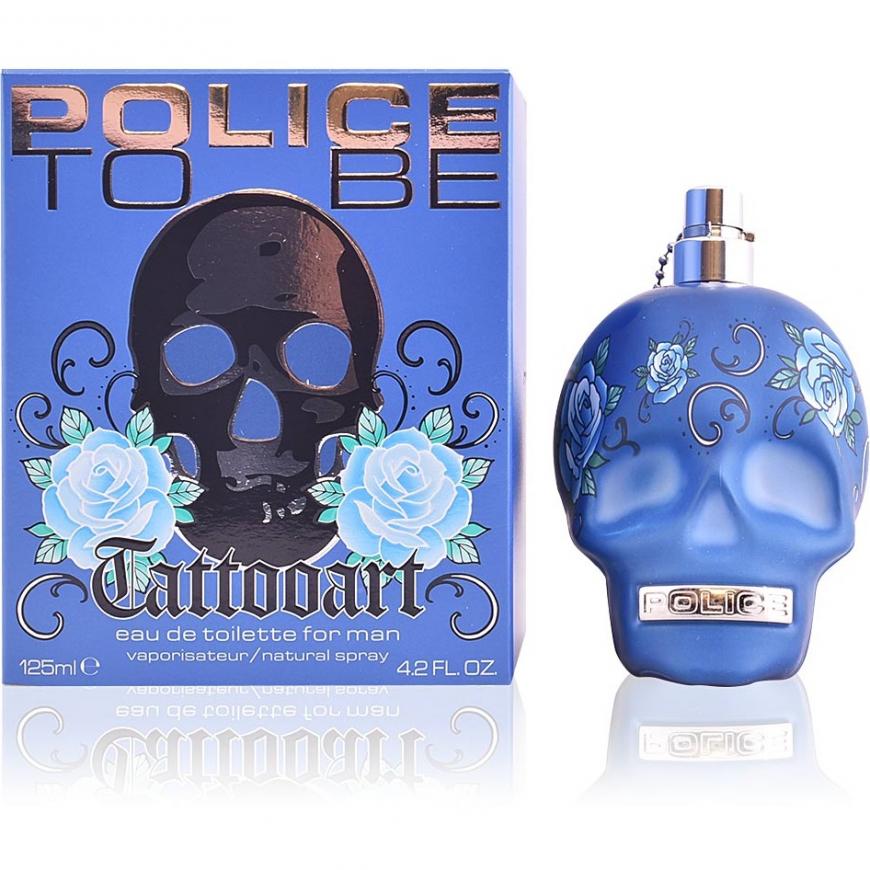 POLICE
TO BE
Tattooart
eau de toilette for man
vaporisateur/natural spray
125ml e 4.2 FL. OZ.
POLICE